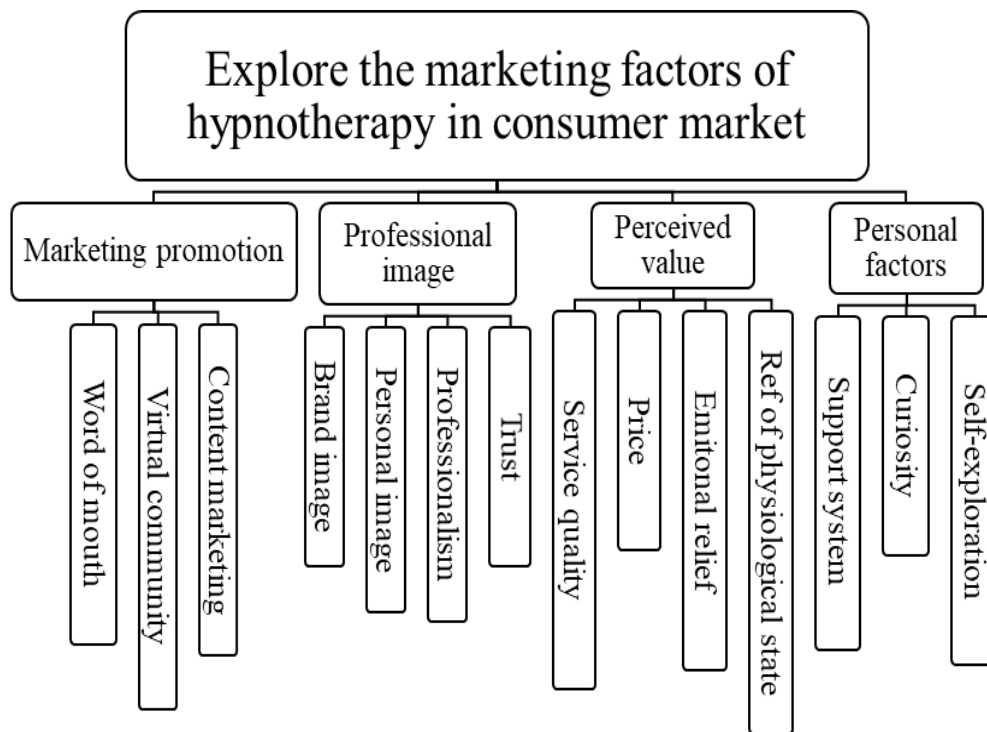 Explore the marketing factors of
hypnotherapy in consumer market
Marketing promotion
Professional
image
Perceived
value
Personal
factors
Word of mouth
Virtual community
Content marketing
Brand image
Personal image
Professionalism
Trust
Service quality
Price
Emitonal relief
Ref of physiological state
Support system
Curiosity
Self-exploration